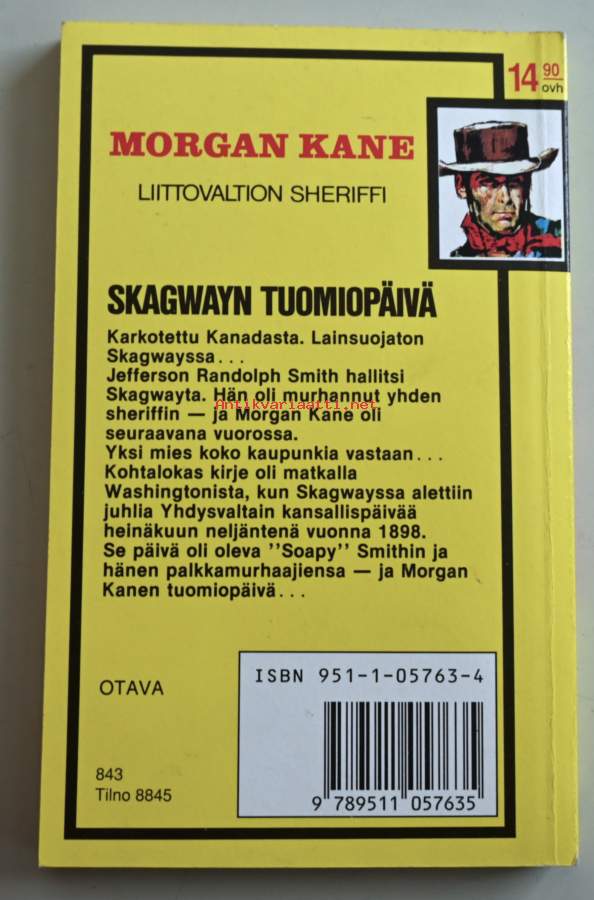 14 90
ovh
MORGAN KANE
LIITTOVALTION SHERIFFI
SKAGWAYN TUOMIOPÄIVÄ
Karkotettu Kanadasta. Lainsuojaton
Skagwayssa...
Jefferson Randolph Smith hallitsi
Skagwayta. Hän oli murhannut yhden
Antikvariaatti.net
sheriffin — ja Morgan Kane oli
seuraavana vuorossa.
Yksi mies koko kaupunkia vastaan...
Kohtalokas kirje oli matkalla
Washingtonista, kun Skagwayssa alettiin
juhlia Yhdysvaltain kansallispäivää
heinäkuun neljäntenä vuonna 1898.
Se päivä oli oleva ''Soapy'' Smithin ja
hänen palkkamurhaajiensa — ja Morgan
Kanen tuomiopäivä...
ISBN 951-1-05763-4
OTAVA
843
Tilno 8845
9 789511 057635